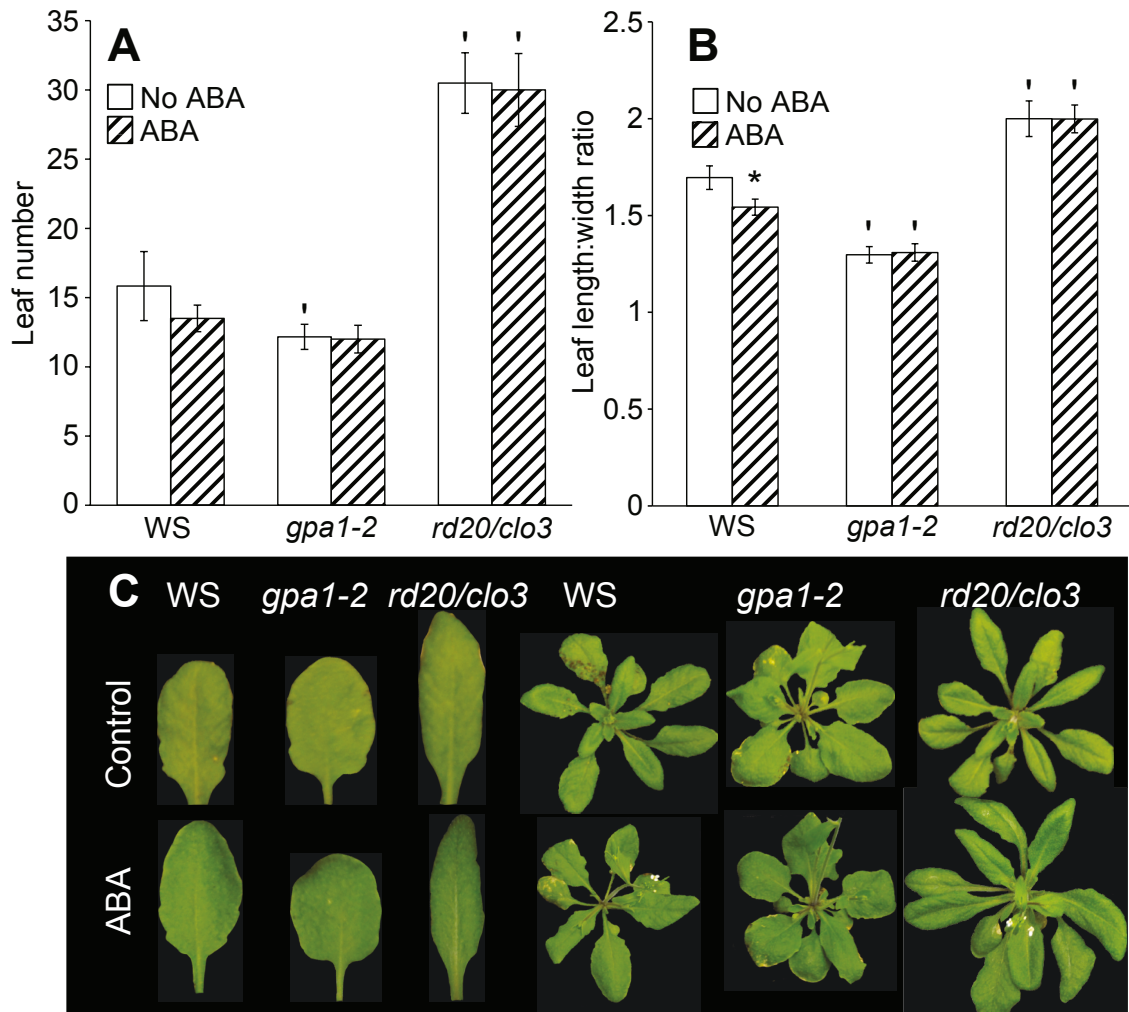 A
Leaf number
35
30
25
20
15
10
5
0
No ABA
ABA
' '
'
WS gpa1-2 rd20/clo3
B
Leaf length:width ratio
2.5
2
1.5
1
0.5
0
No ABA
ABA
*
' '
' '
WS gpa1-2 rd20/clo3
C WS gpa1-2 rd20/clo3 WS gpa1-2 rd20/clo3
Control
ABA